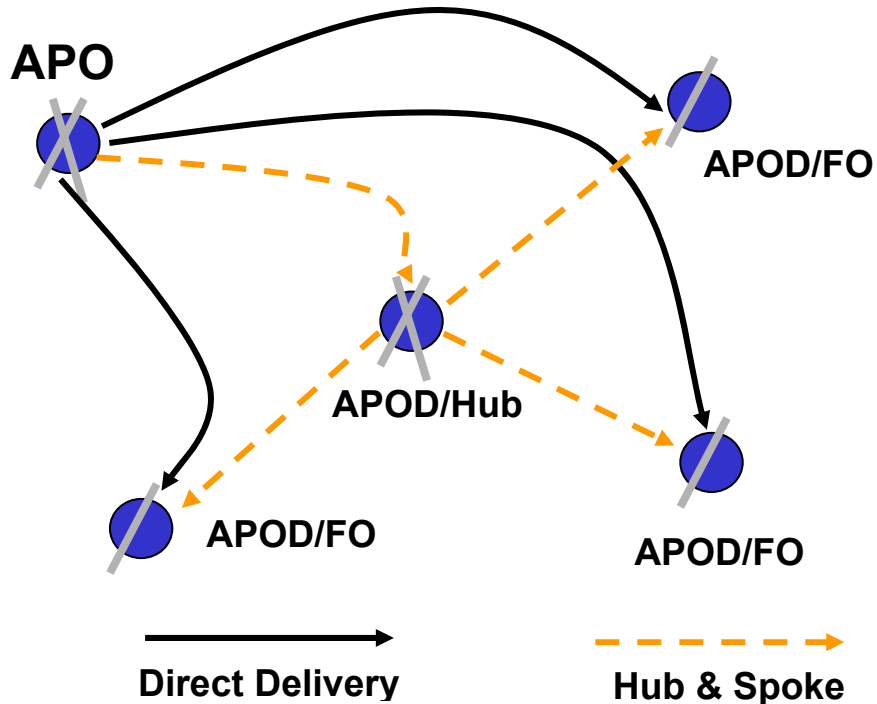 APO
APOD/FO
APOD/Hub
APOD/FO
APOD/FO
Direct Delivery
Hub & Spoke